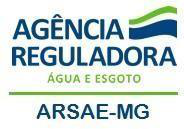 AGÊNCIA
REGULADORA
ÁGUA E ESGOTO
ARSAE-MG